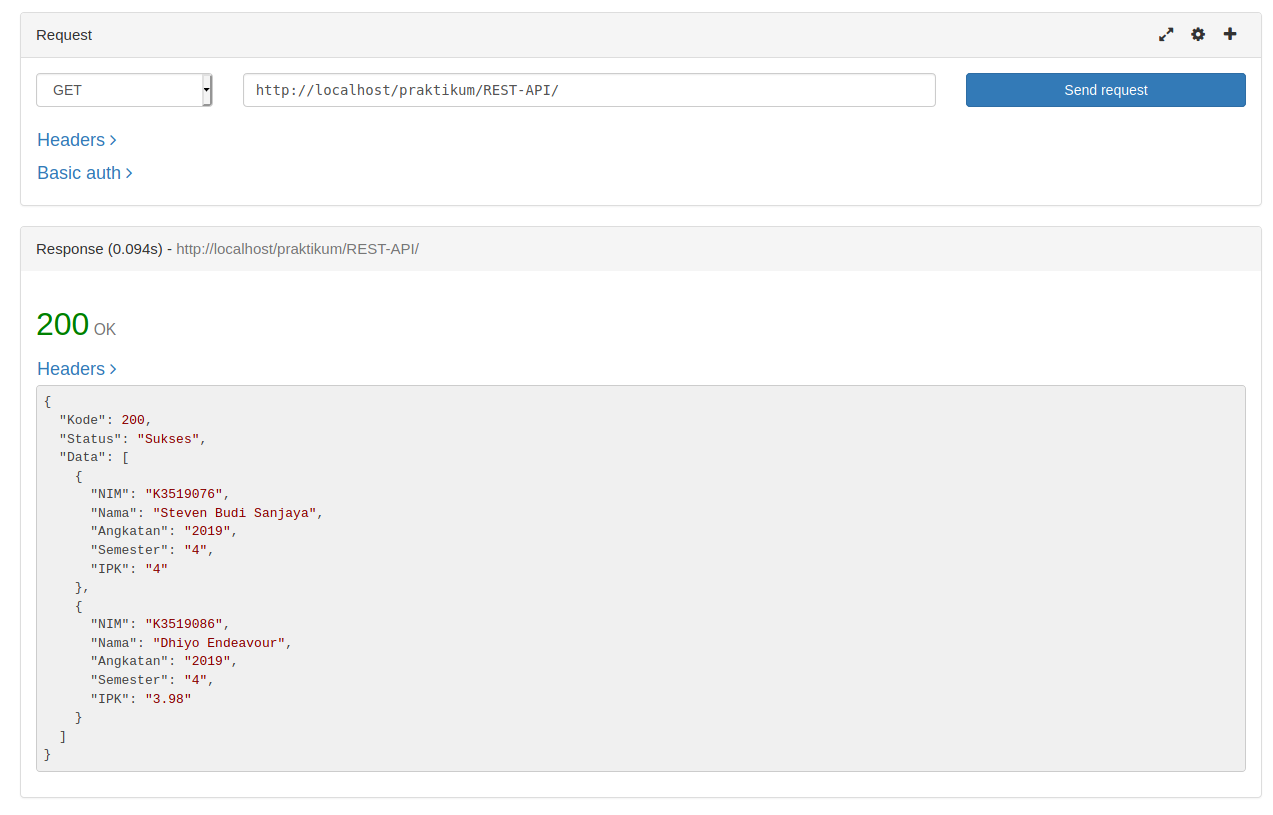 Request
GET http://localhost/praktikum/REST-API/ Send request
Headers
Basic auth
Response (0.094s) - http://localhost/praktikum/REST-API/
200 OK
Headers
{
  "Kode": 200,
  "Status": "Sukses",
  "Data": [
    {
      "NIM": "K3519076",
      "Nama": "Steven Budi Sanjaya",
      "Angkatan": "2019",
      "Semester": "4",
      "IPK": "4"
    },
    {
      "NIM": "K3519086",
      "Nama": "Dhiyo Endeavour",
      "Angkatan": "2019",
      "Semester": "4",
      "IPK": "3.98"
    }
  ]
}